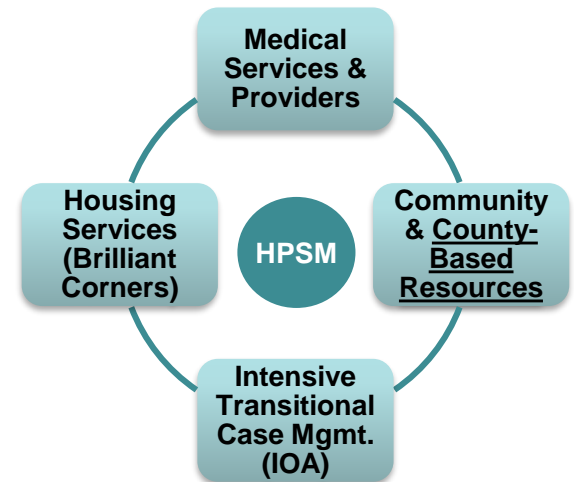 Medical
Services &
Providers
Housing
Services
(Brilliant
Corners)
HPSM
Community
& County-
Based
Resources
Intensive
Transitional
Case Mgmt.
(IOA)